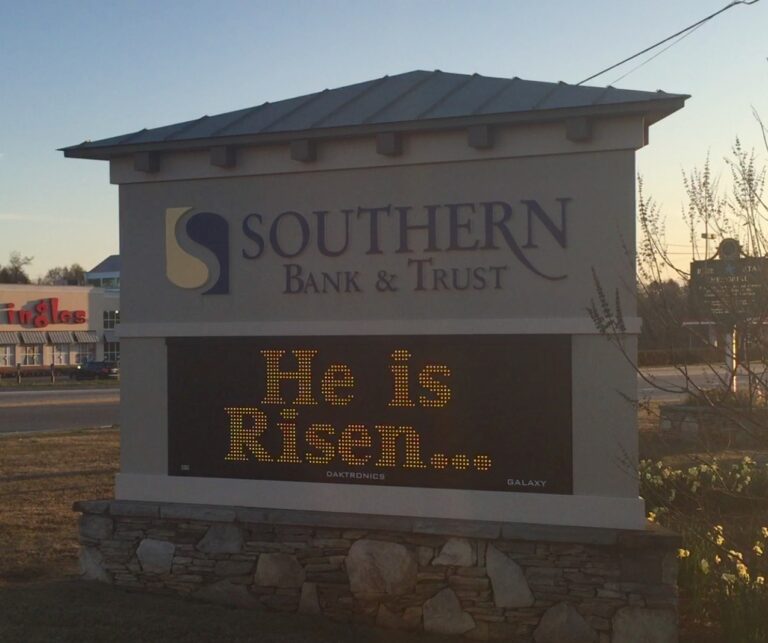 SOUTHERN
BANK & TRUST
ingles
He is
Risen...
DAKTRONICS
GALAXY